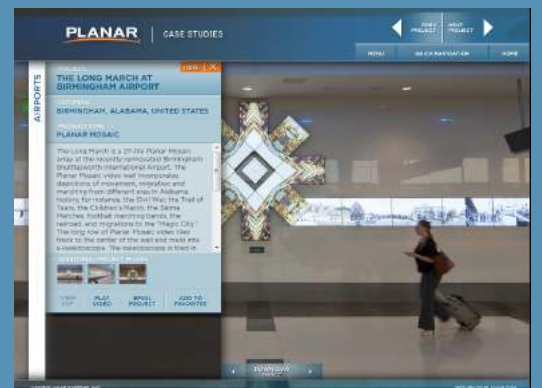 PLANAR
CASE STUDIES
NEXT
PROJECT
MENU
QUICK NAVIGATION
HOME
AIRPORTS
PROJECT
THE LONG MARCH AT
BIRMINGHAM AIRPORT
BIRMINGHAM, ALABAMA, UNITED STATES
PRODUCT TYPE
PLANAR MOSAIC
The Long March is a 27-tile Planar Mosaic
array at the recently renovated Birmingham
Shuttlesworth International Airport. The
Planar Mosaic video wall incorporates
depictions of movement, migration and
marching from different eras in Alabama
history, for instance, the Civil War, the Trail of
Tears, the Children's March, the Selma
Marches, football marching bands, the
railroad, and migrations to the "Magic City."
The long row of Planar Mosaic video tiles
track to the center of the wall and meld into
a kaleidoscope. The kaleidoscope is tiled in
ADDITIONAL PROJECT IMAGES
VIEW
PLAY
VIDEO
EMAIL
PROJECT
ADD TO
FAVORITES